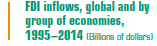 FDI inflows, global and by
group of economies,
1995–2014 (Billions of dollars)